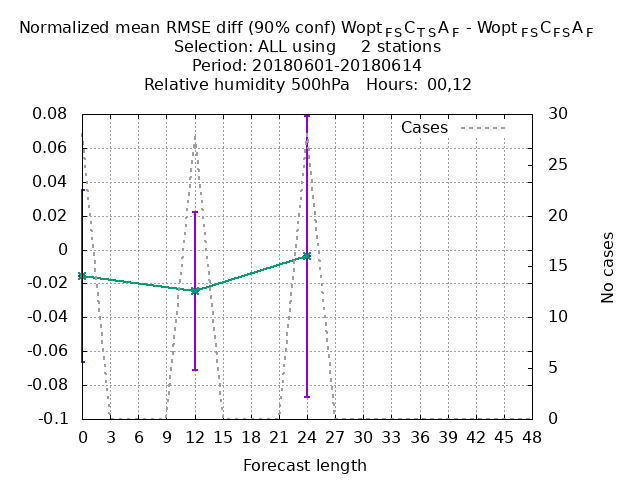 Normalized mean RMSE diff (90% conf) Wopt FS C T S A F - Wopt FS C FS A F
Selection: ALL using 2 stations
Period: 20180601-20180614
Relative humidity 500hPa Hours: 00,12
0.08 30
Cases
0.06 25
0.04
0.02 20
0 15
-0.02
-0.04 10
-0.06 5
-0.08
-0.1 0
No cases
0 3 6 9 12 15 18 21 24 27 30 33 36 39 42 45 48
Forecast length